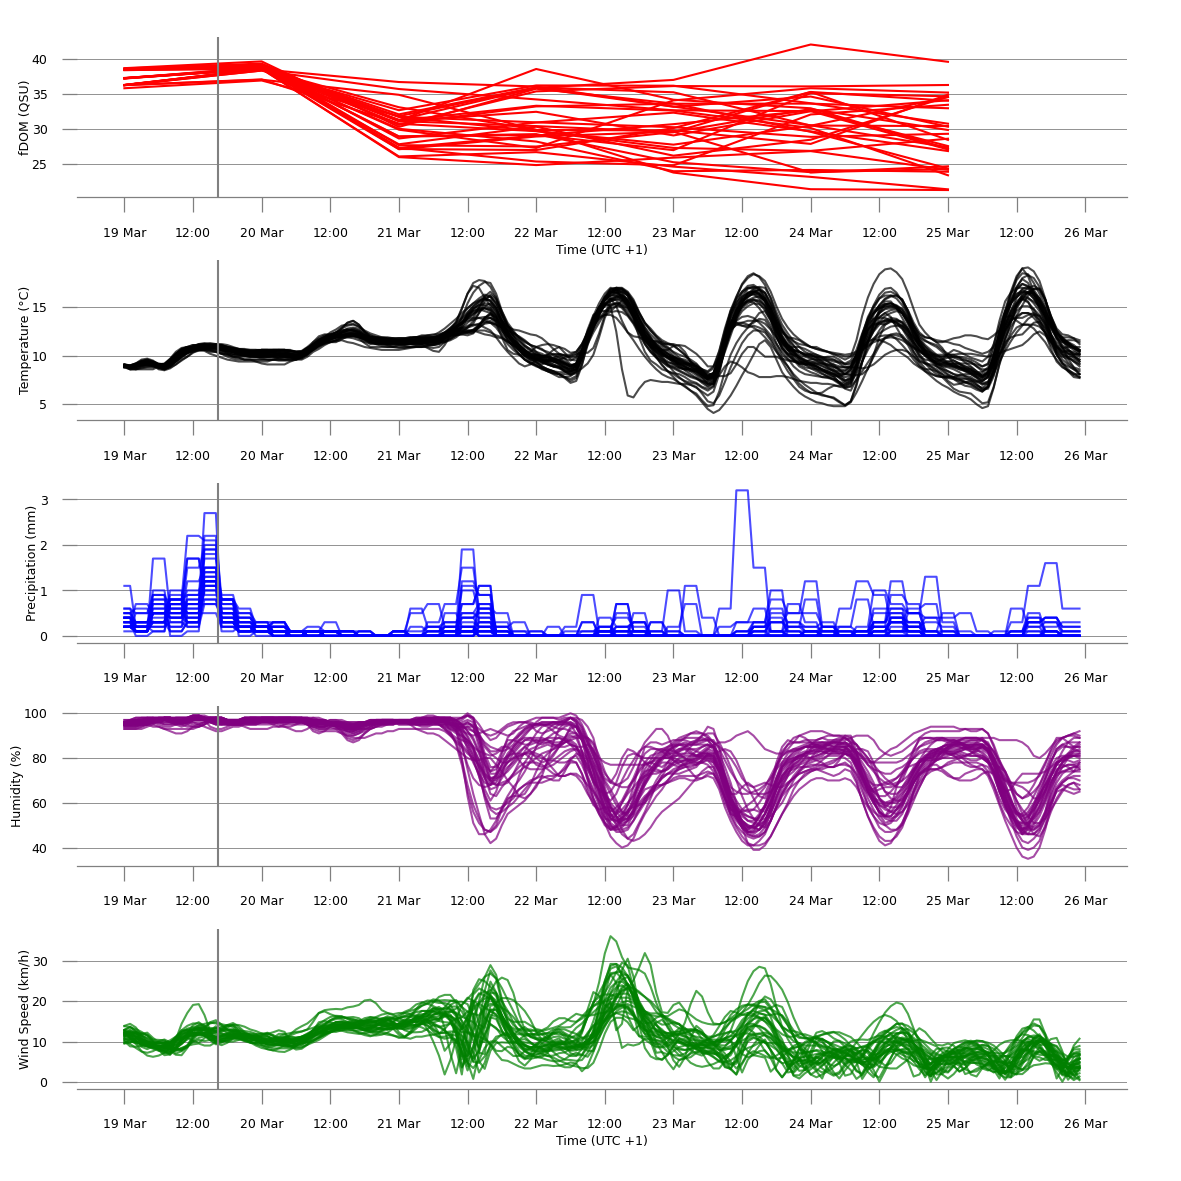 fDOM (QSU)
40
35
30
25
19 Mar 12:00 20 Mar 12:00 21 Mar 12:00 22 Mar 12:00 23 Mar 12:00 24 Mar 12:00 25 Mar 12:00 26 Mar
Time (UTC +1)
Temperature (°C)
15
10
5
19 Mar 12:00 20 Mar 12:00 21 Mar 12:00 22 Mar 12:00 23 Mar 12:00 24 Mar 12:00 25 Mar 12:00 26 Mar
Precipitation (mm)
3
2
1
0
19 Mar 12:00 20 Mar 12:00 21 Mar 12:00 22 Mar 12:00 23 Mar 12:00 24 Mar 12:00 25 Mar 12:00 26 Mar
Humidity (%)
100
80
60
40
19 Mar 12:00 20 Mar 12:00 21 Mar 12:00 22 Mar 12:00 23 Mar 12:00 24 Mar 12:00 25 Mar 12:00 26 Mar
Wind Speed (km/h)
30
20
10
0
19 Mar 12:00 20 Mar 12:00 21 Mar 12:00 22 Mar 12:00 23 Mar 12:00 24 Mar 12:00 25 Mar 12:00 26 Mar
Time (UTC +1)